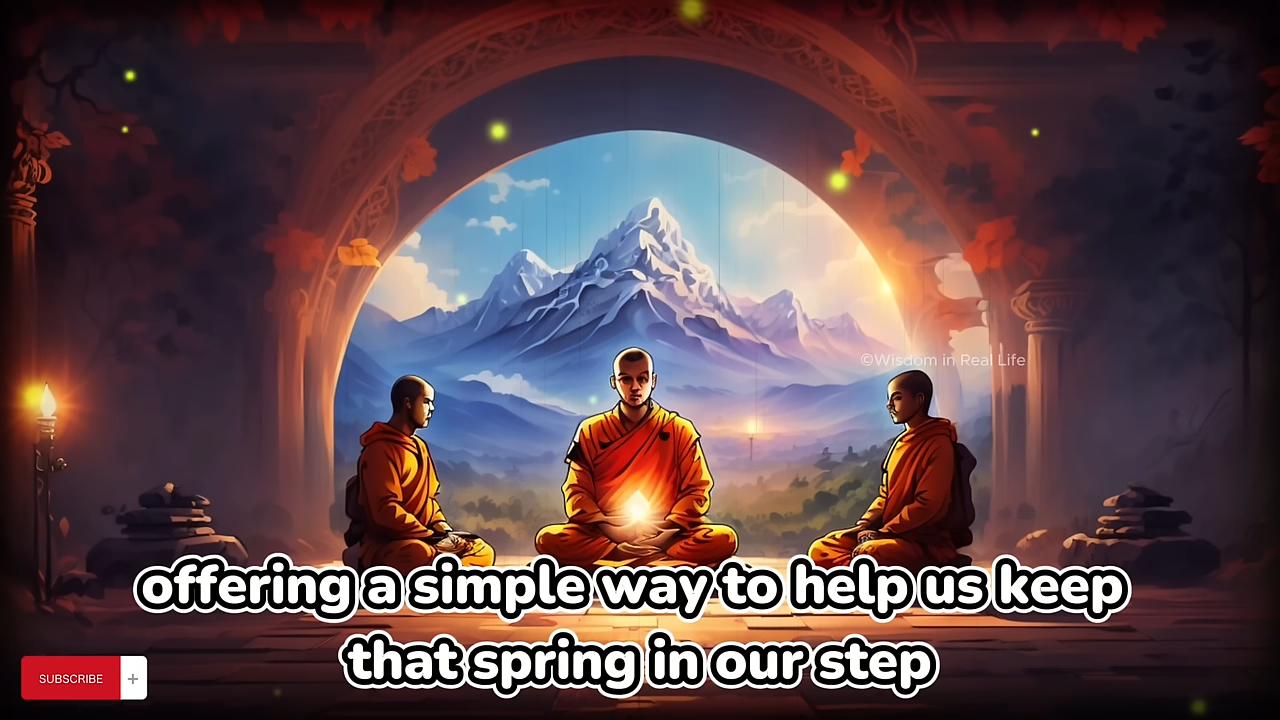 ©Wisdom in Real Life
offering a simple way to help us keep
that spring in our step
SUBSCRIBE +